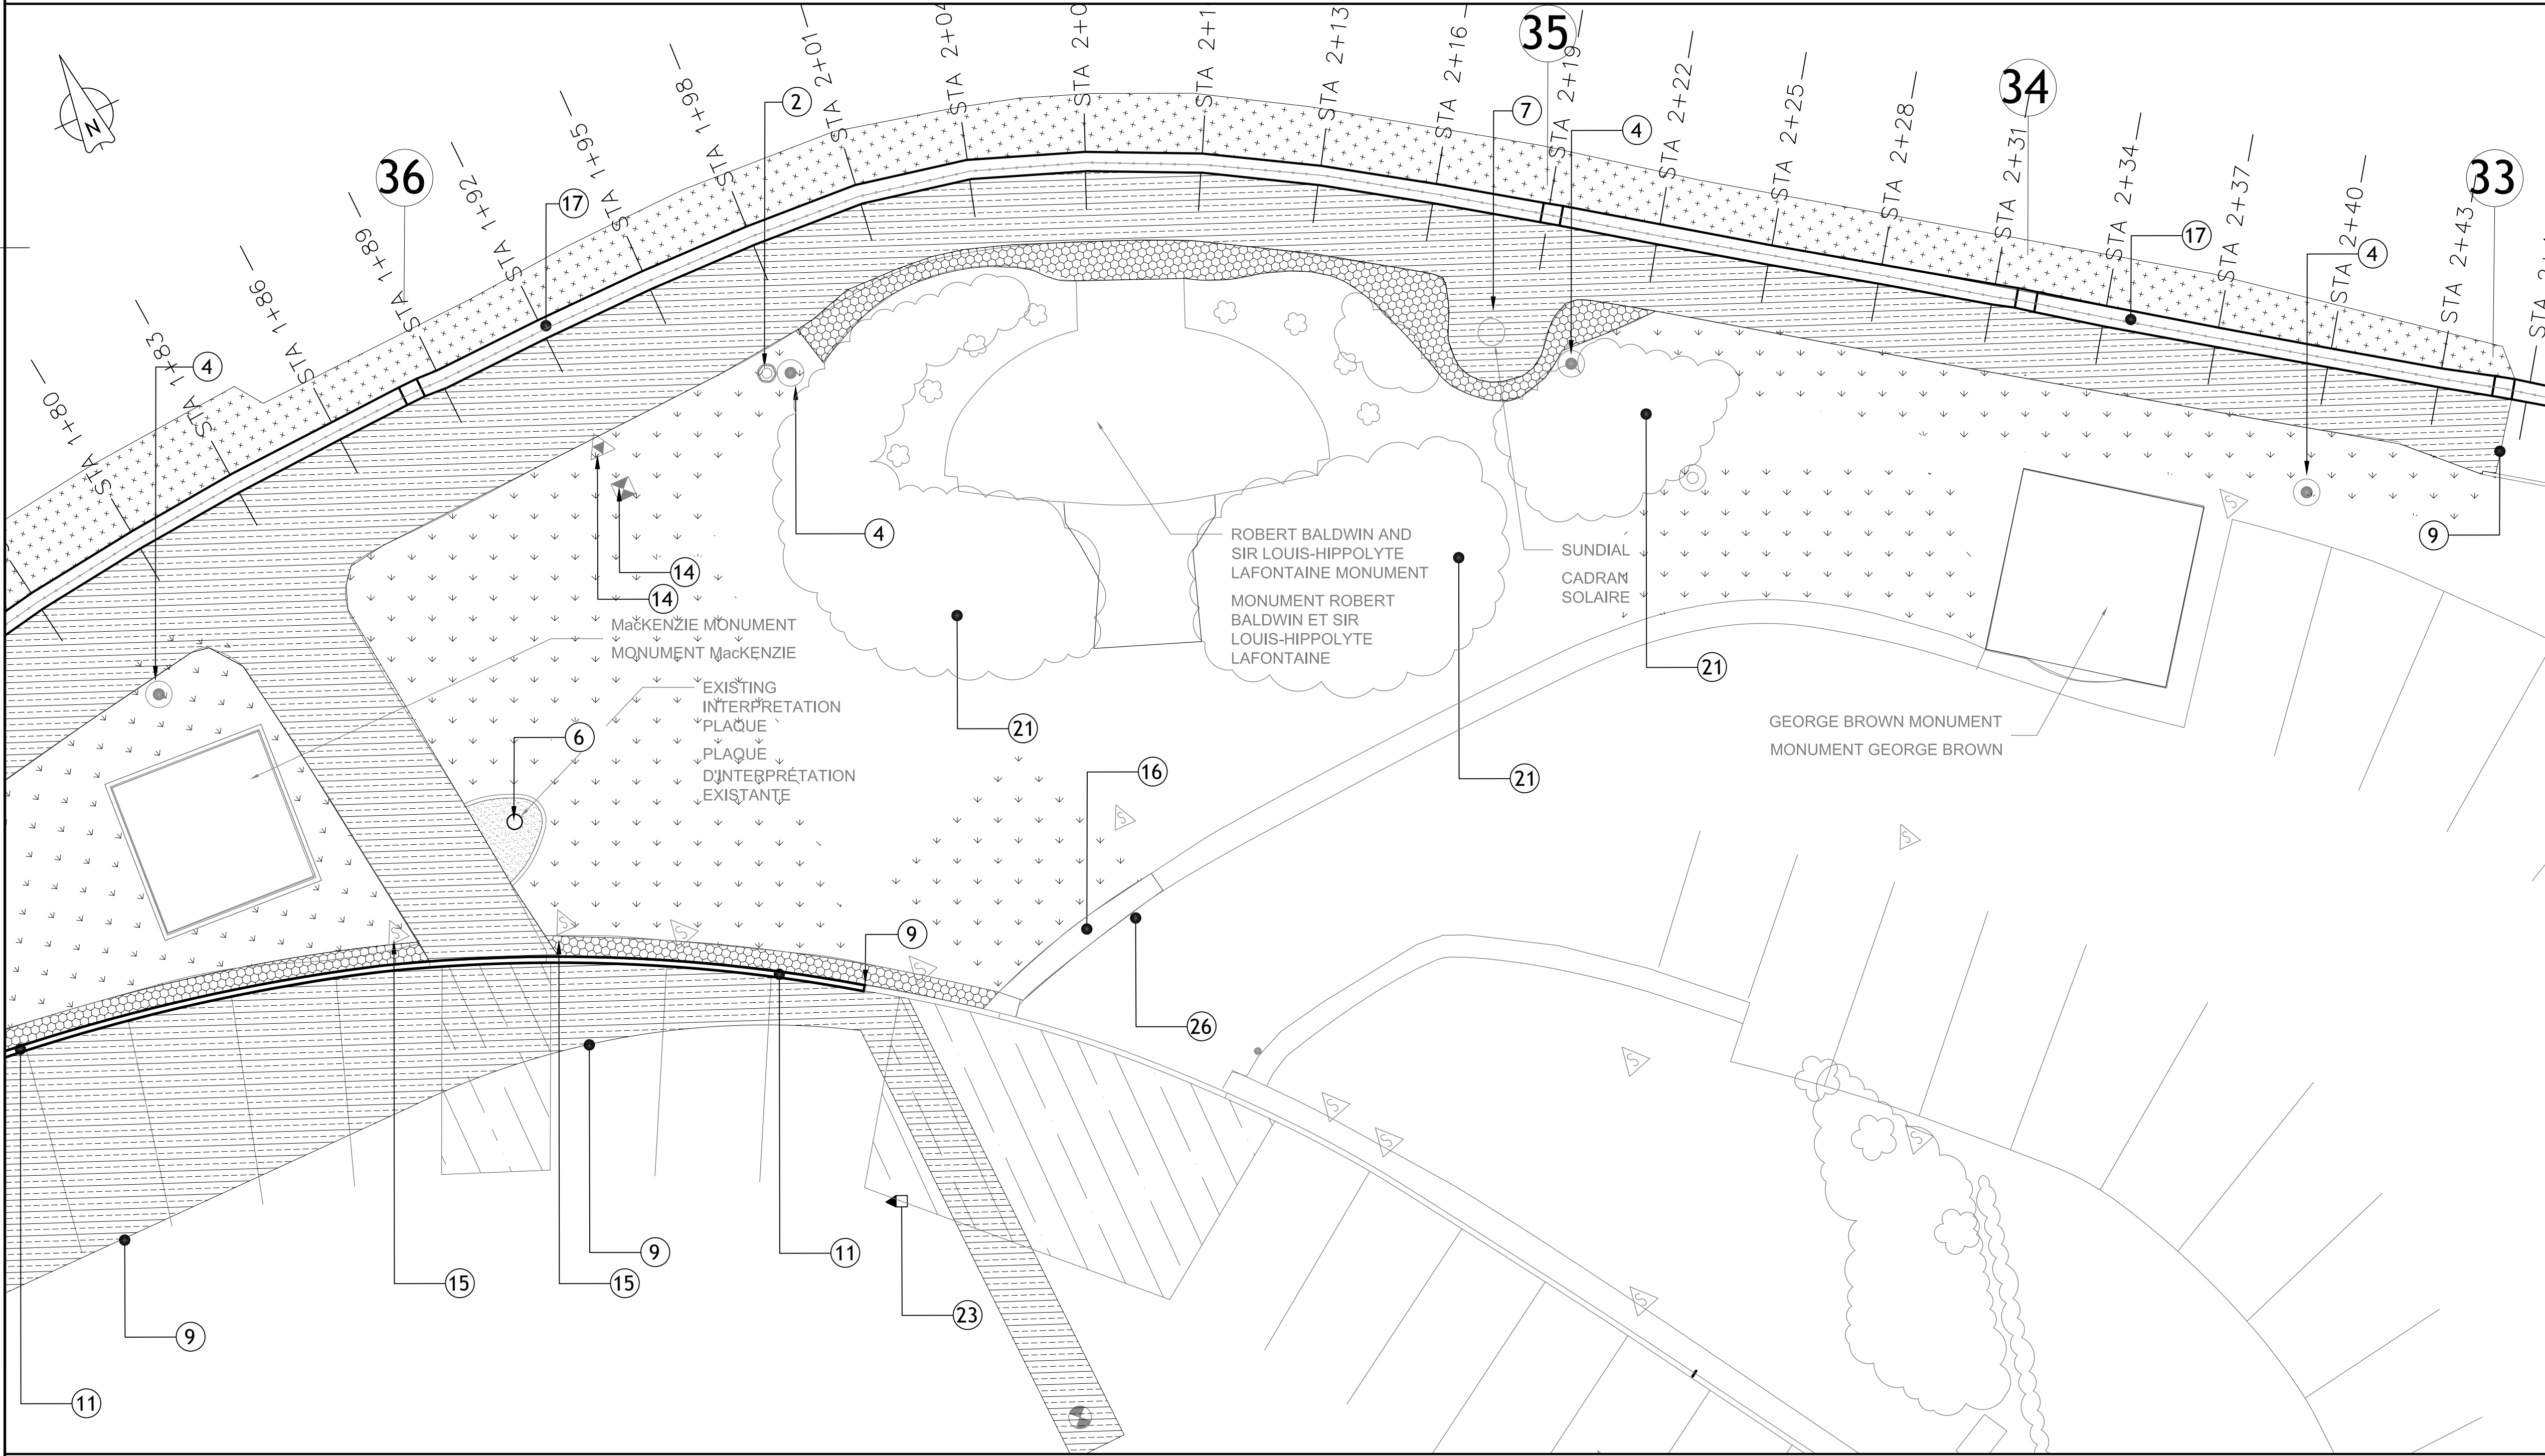 N
1+80
STA 1+83
STA 1+86
STA 1+89
STA 1+92
STA 1+95
STA 1+98
STA 2+01
STA 2+04
STA 2+0
STA 2+1
STA 2+13
STA 2+16
STA 2+19
STA 2+22
STA 2+25
STA 2+28
STA 2+31
STA 2+34
STA 2+37
STA 2+40
STA 2+43
STA
36
35
34
33
2
7
4
17
17
4
4
4
9
14
14
ROBERT BALDWIN AND
SIR LOUIS-HIPPOLYTE
LAFONTAINE MONUMENT
MONUMENT ROBERT
BALDWIN ET SIR
LOUIS-HIPPOLYTE
LAFONTAINE
SUNDIAL
CADRAN
SOLAIRE
MacKENZIE MONUMENT
MONUMENT MacKENZIE
EXISTING
INTERPRETATION
PLAQUE
PLAQUE
D'INTERPRÉTATION
EXISTANTE
GEORGE BROWN MONUMENT
MONUMENT GEORGE BROWN
21
21
21
6
16
9
26
S
S
S
S
S
S
S
S
S
S
S
S
9
11
15
15
23
9
11